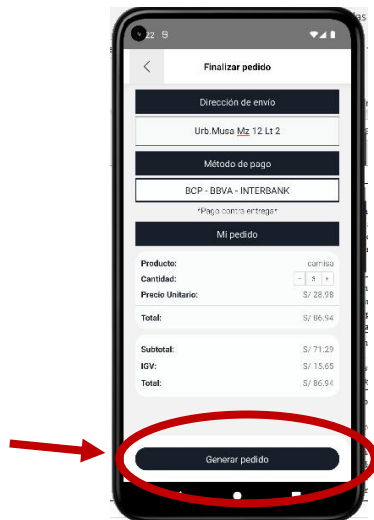 22
Finalizar pedido
Dirección de envío
Urb.Musa Mz 12 Lt 2
Método de pago
BCP - BBVA - INTERBANK
*Pago contra entrega*
Mi pedido
Producto: camisa
Cantidad: - 3 +
Precio Unitario: S/ 28.98
Total: S/ 86.94
Subtotal: S/ 71.29
IGV: S/ 15.65
Total: S/ 86.94
Generar pedido